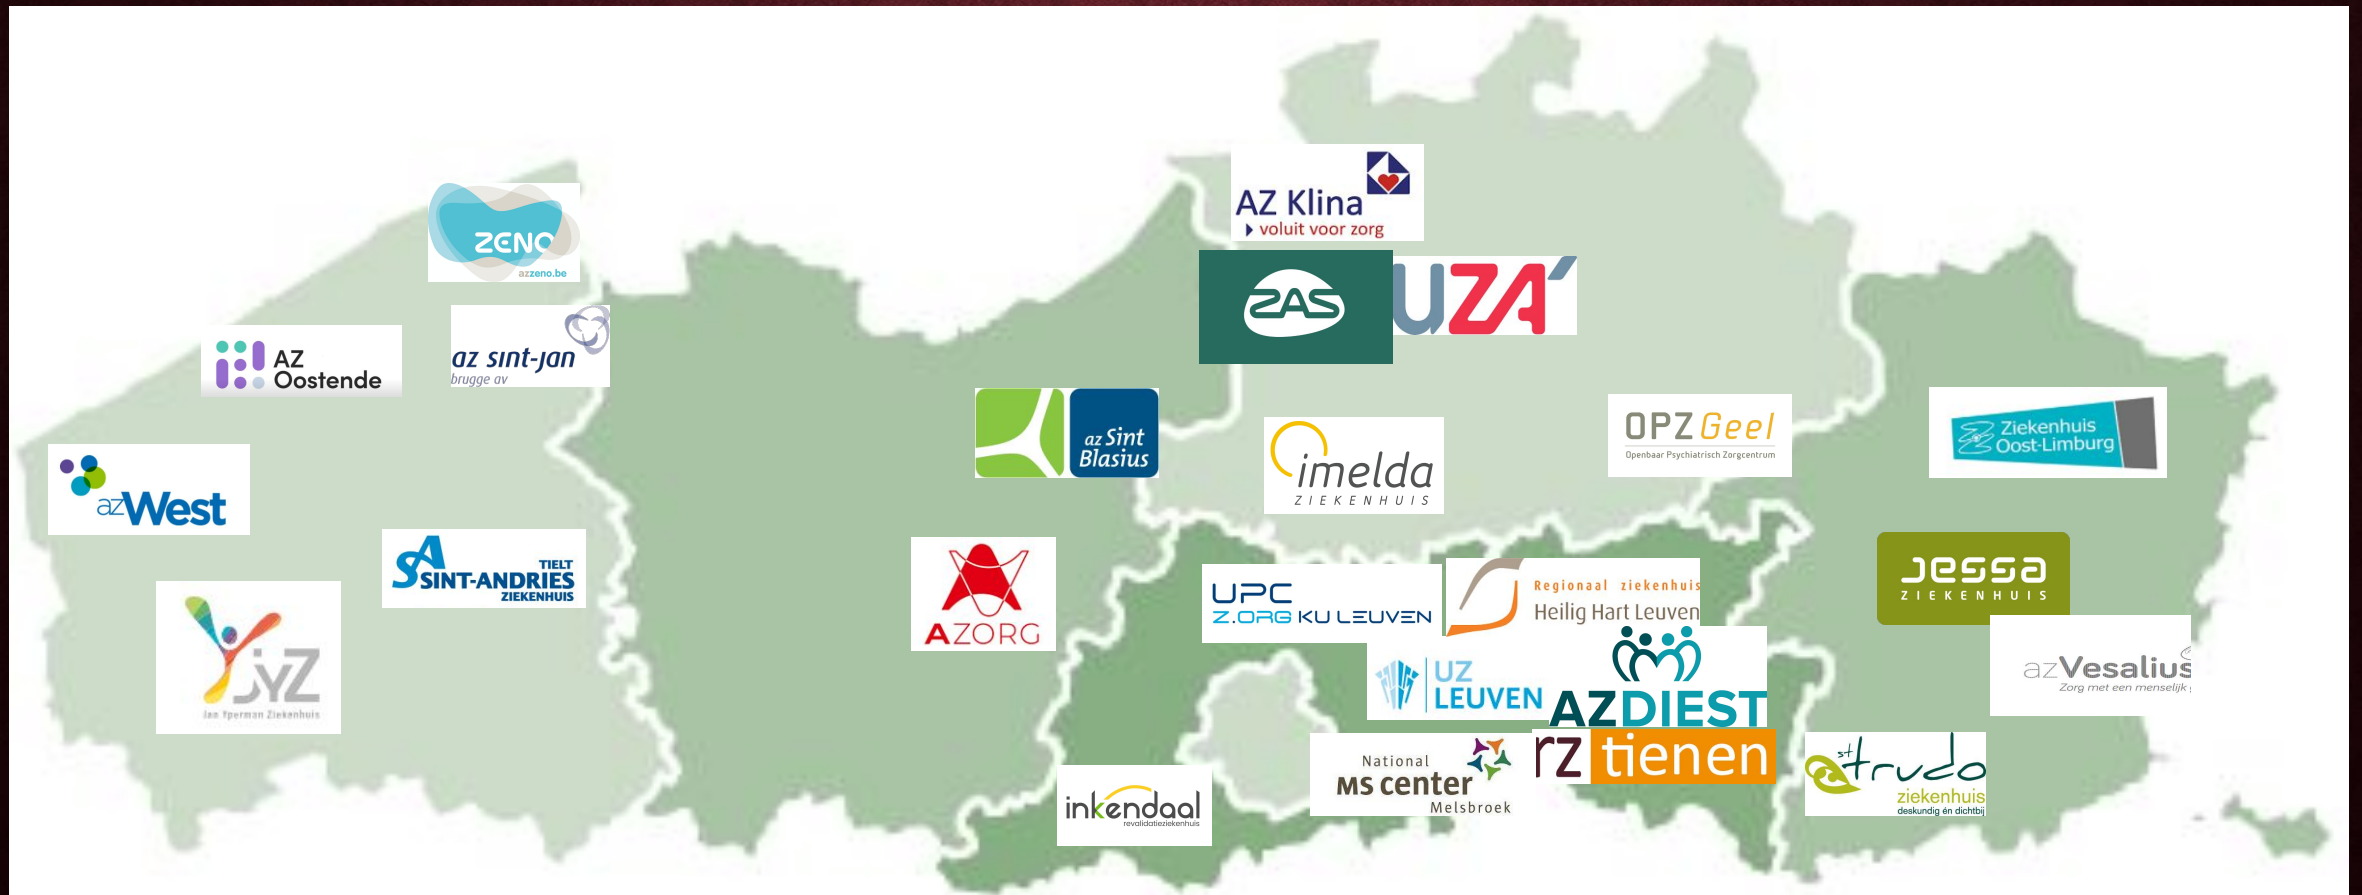 AZ Klina
voluit voor zorg
ZENO
azzeno.be
ZAS
UZA'
az sint-jan
brugge av
AZ
Oostende
az Sint
Blasius
imelda
ZIEKENHUIS
OPZ Geel
Openbaar Psychiatrisch Zorgcentrum
Ziekenhuis
Oost-Limburg
azWest
A
SINT-ANDRIES
TIELT
ZIEKENHUIS
AZORG
UPC
Z.ORG KU LEUVEN
Regionaal ziekenhuis
Heilig Hart Leuven
Jessa
ZIEKENHUIS
jyZ
Jan Yperman Ziekenhuis
UZ
LEUVEN
AZDIEST
azVesalius
Zorg met een menselijk
National
MS center
Melsbroek
rz tienen
st trudo
ziekenhuis
deskundig én dichtbij
inkendaal
revalidatieziekenhuis